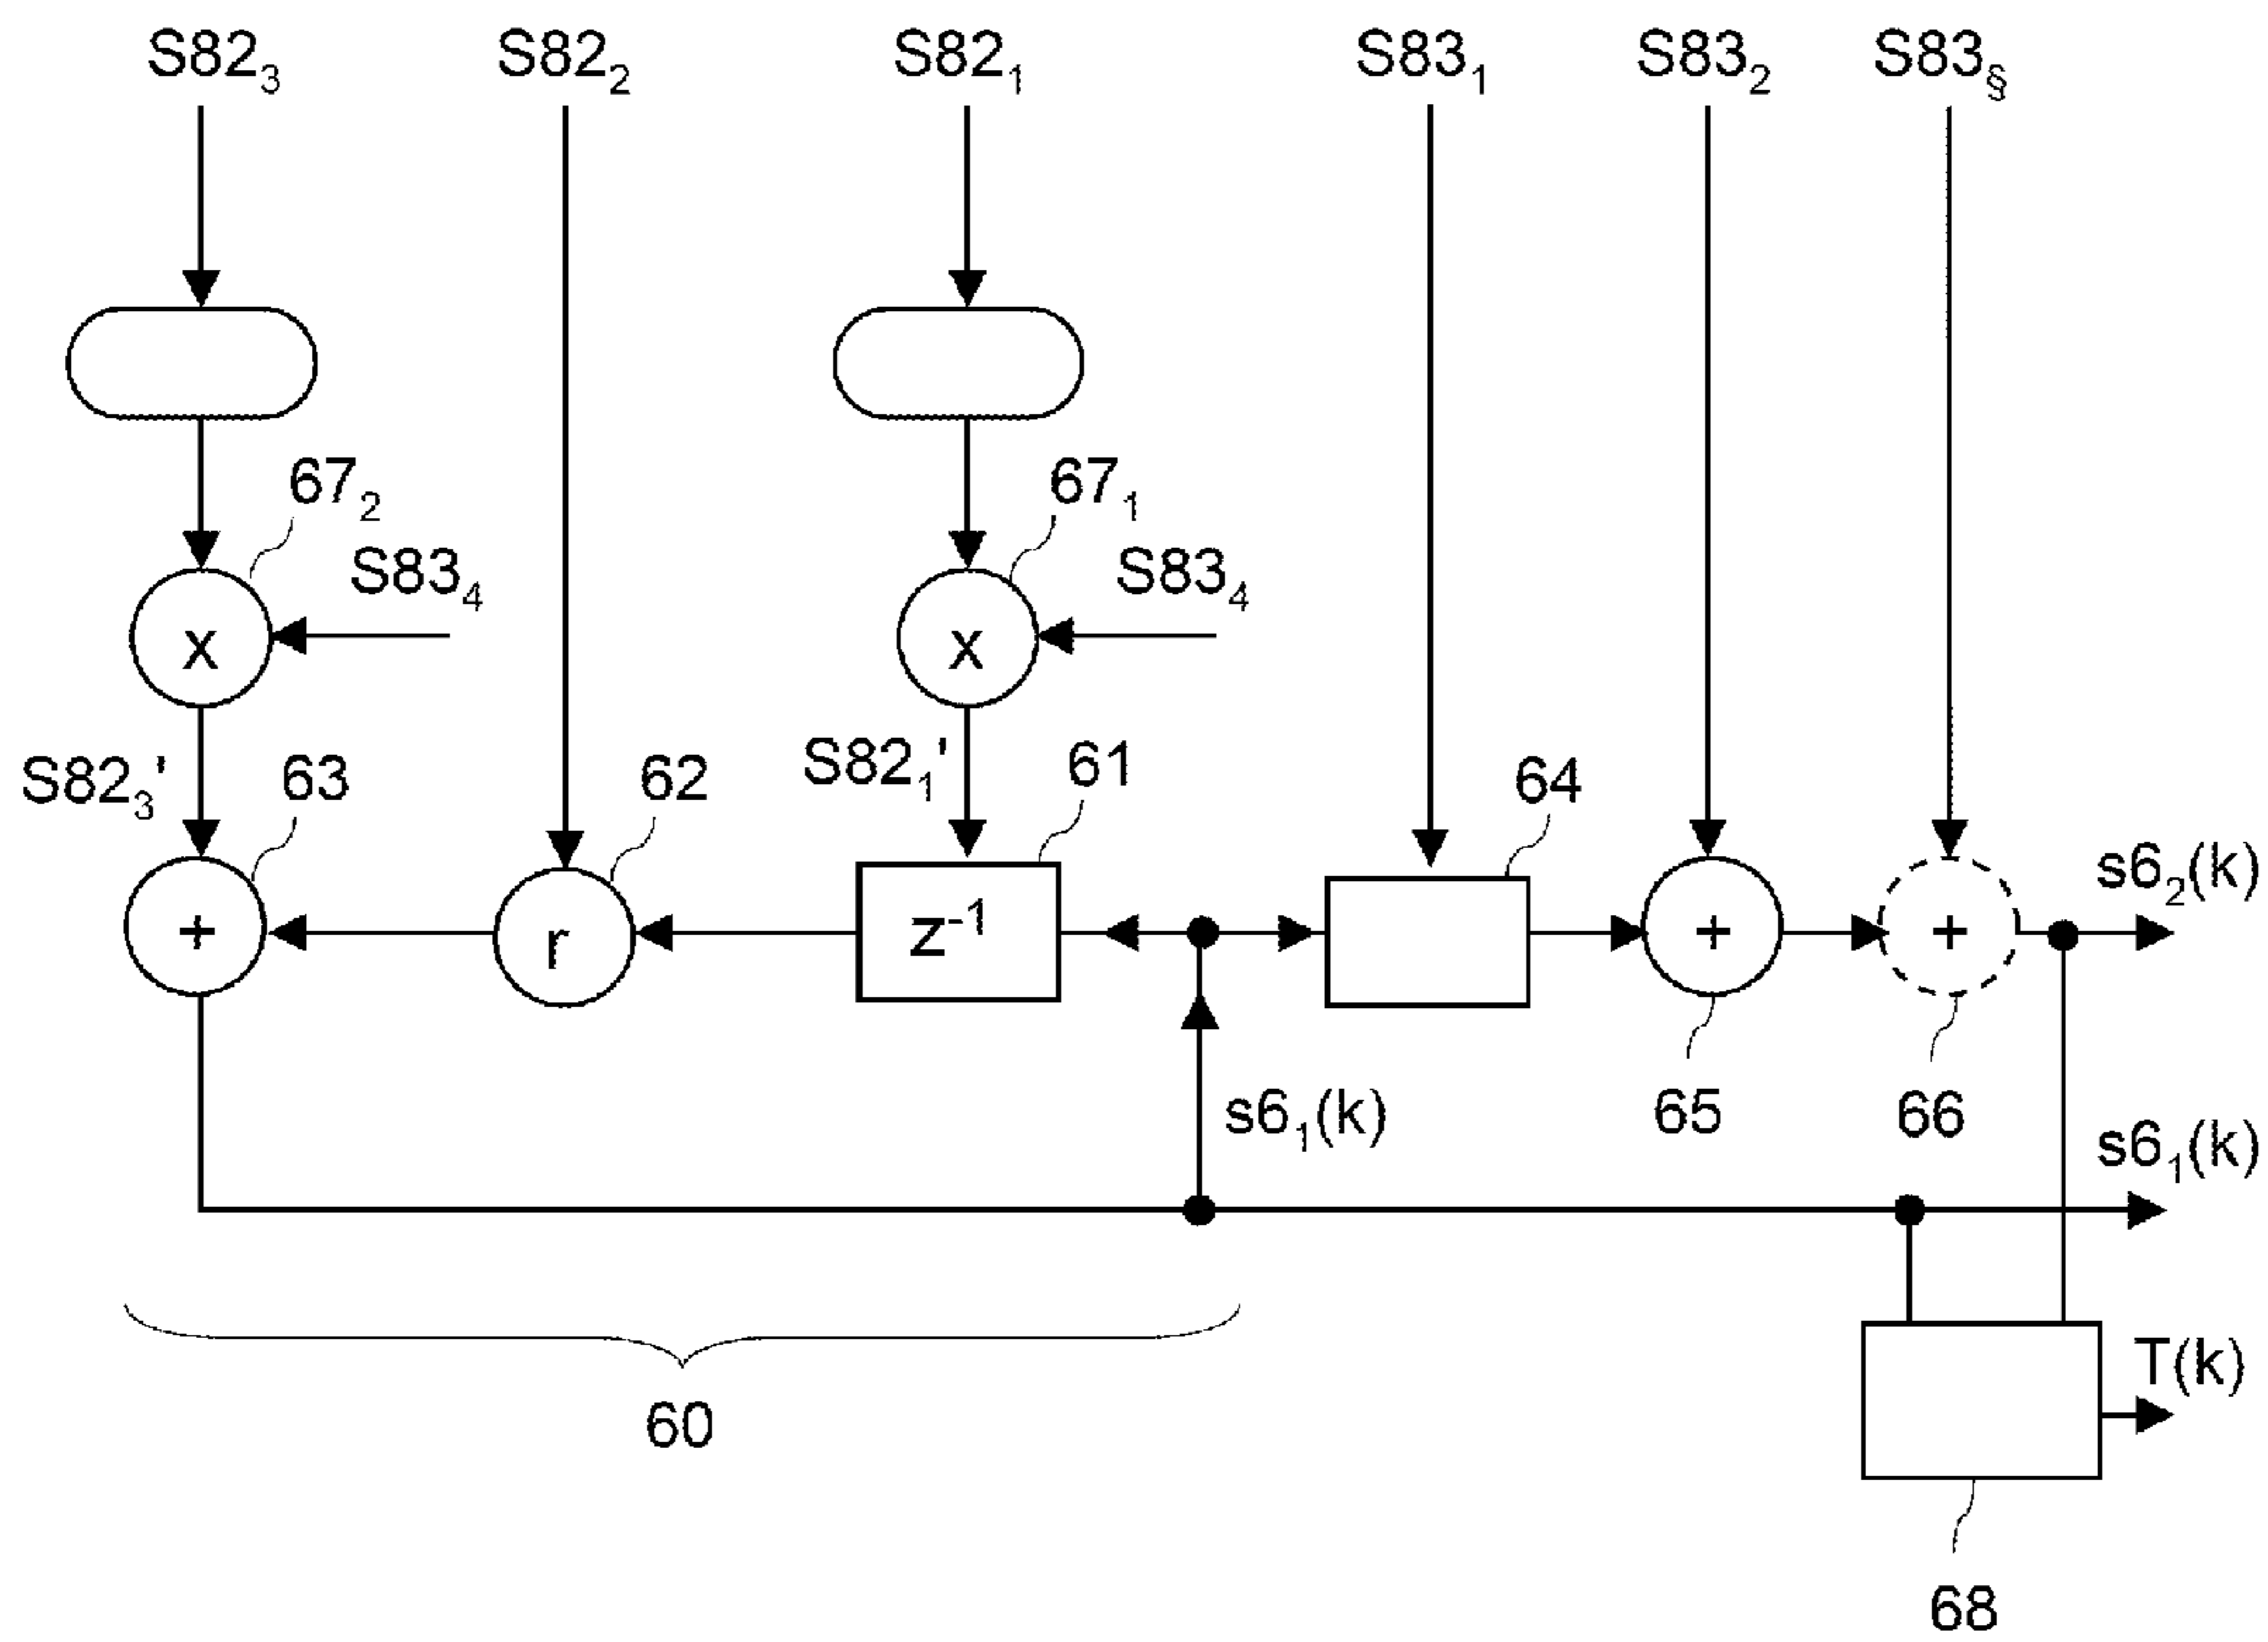 S82₃ S82₂ S82₁ S83₁ S83₂ S83§
67₂ 67₁
S83₄ S83₄
x x
S82₃' 63 62 S82₁' 61 64
+ r z⁻¹ + + s6₂(k)
s6₁(k) 65 66 s6₁(k)
T(k)
60
68